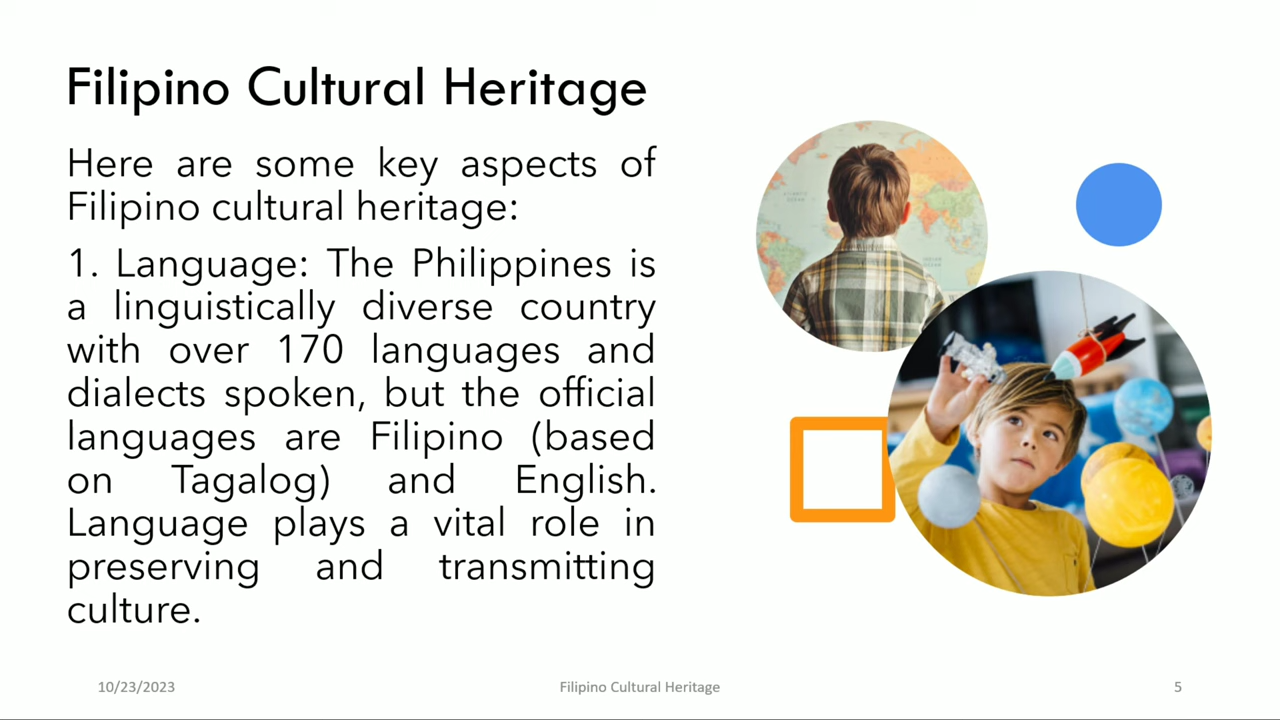 Filipino Cultural Heritage
Here are some key aspects of
Filipino cultural heritage:
1. Language: The Philippines is
a linguistically diverse country
with over 170 languages and
dialects spoken, but the official
languages are Filipino (based
on Tagalog) and English.
Language plays a vital role in
preserving and transmitting
culture.
10/23/2023
Filipino Cultural Heritage
5